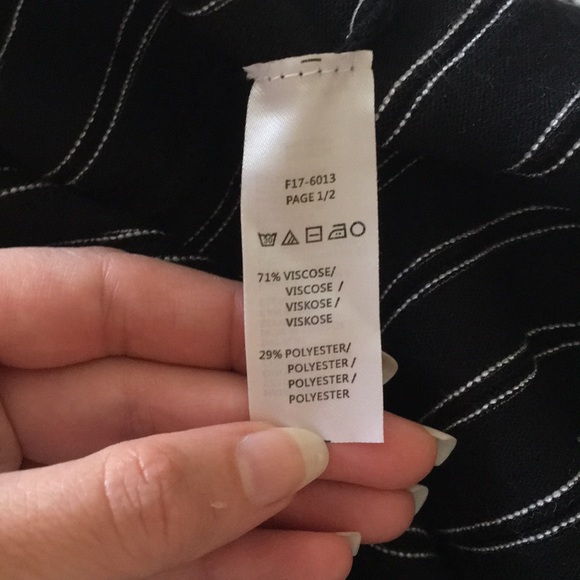 F17-6013
PAGE 1/2
71% VISCOSE/
VISCOSE /
VISKOSE /
VISKOSE
29% POLYESTER/
POLYESTER /
POLYESTER /
POLYESTER